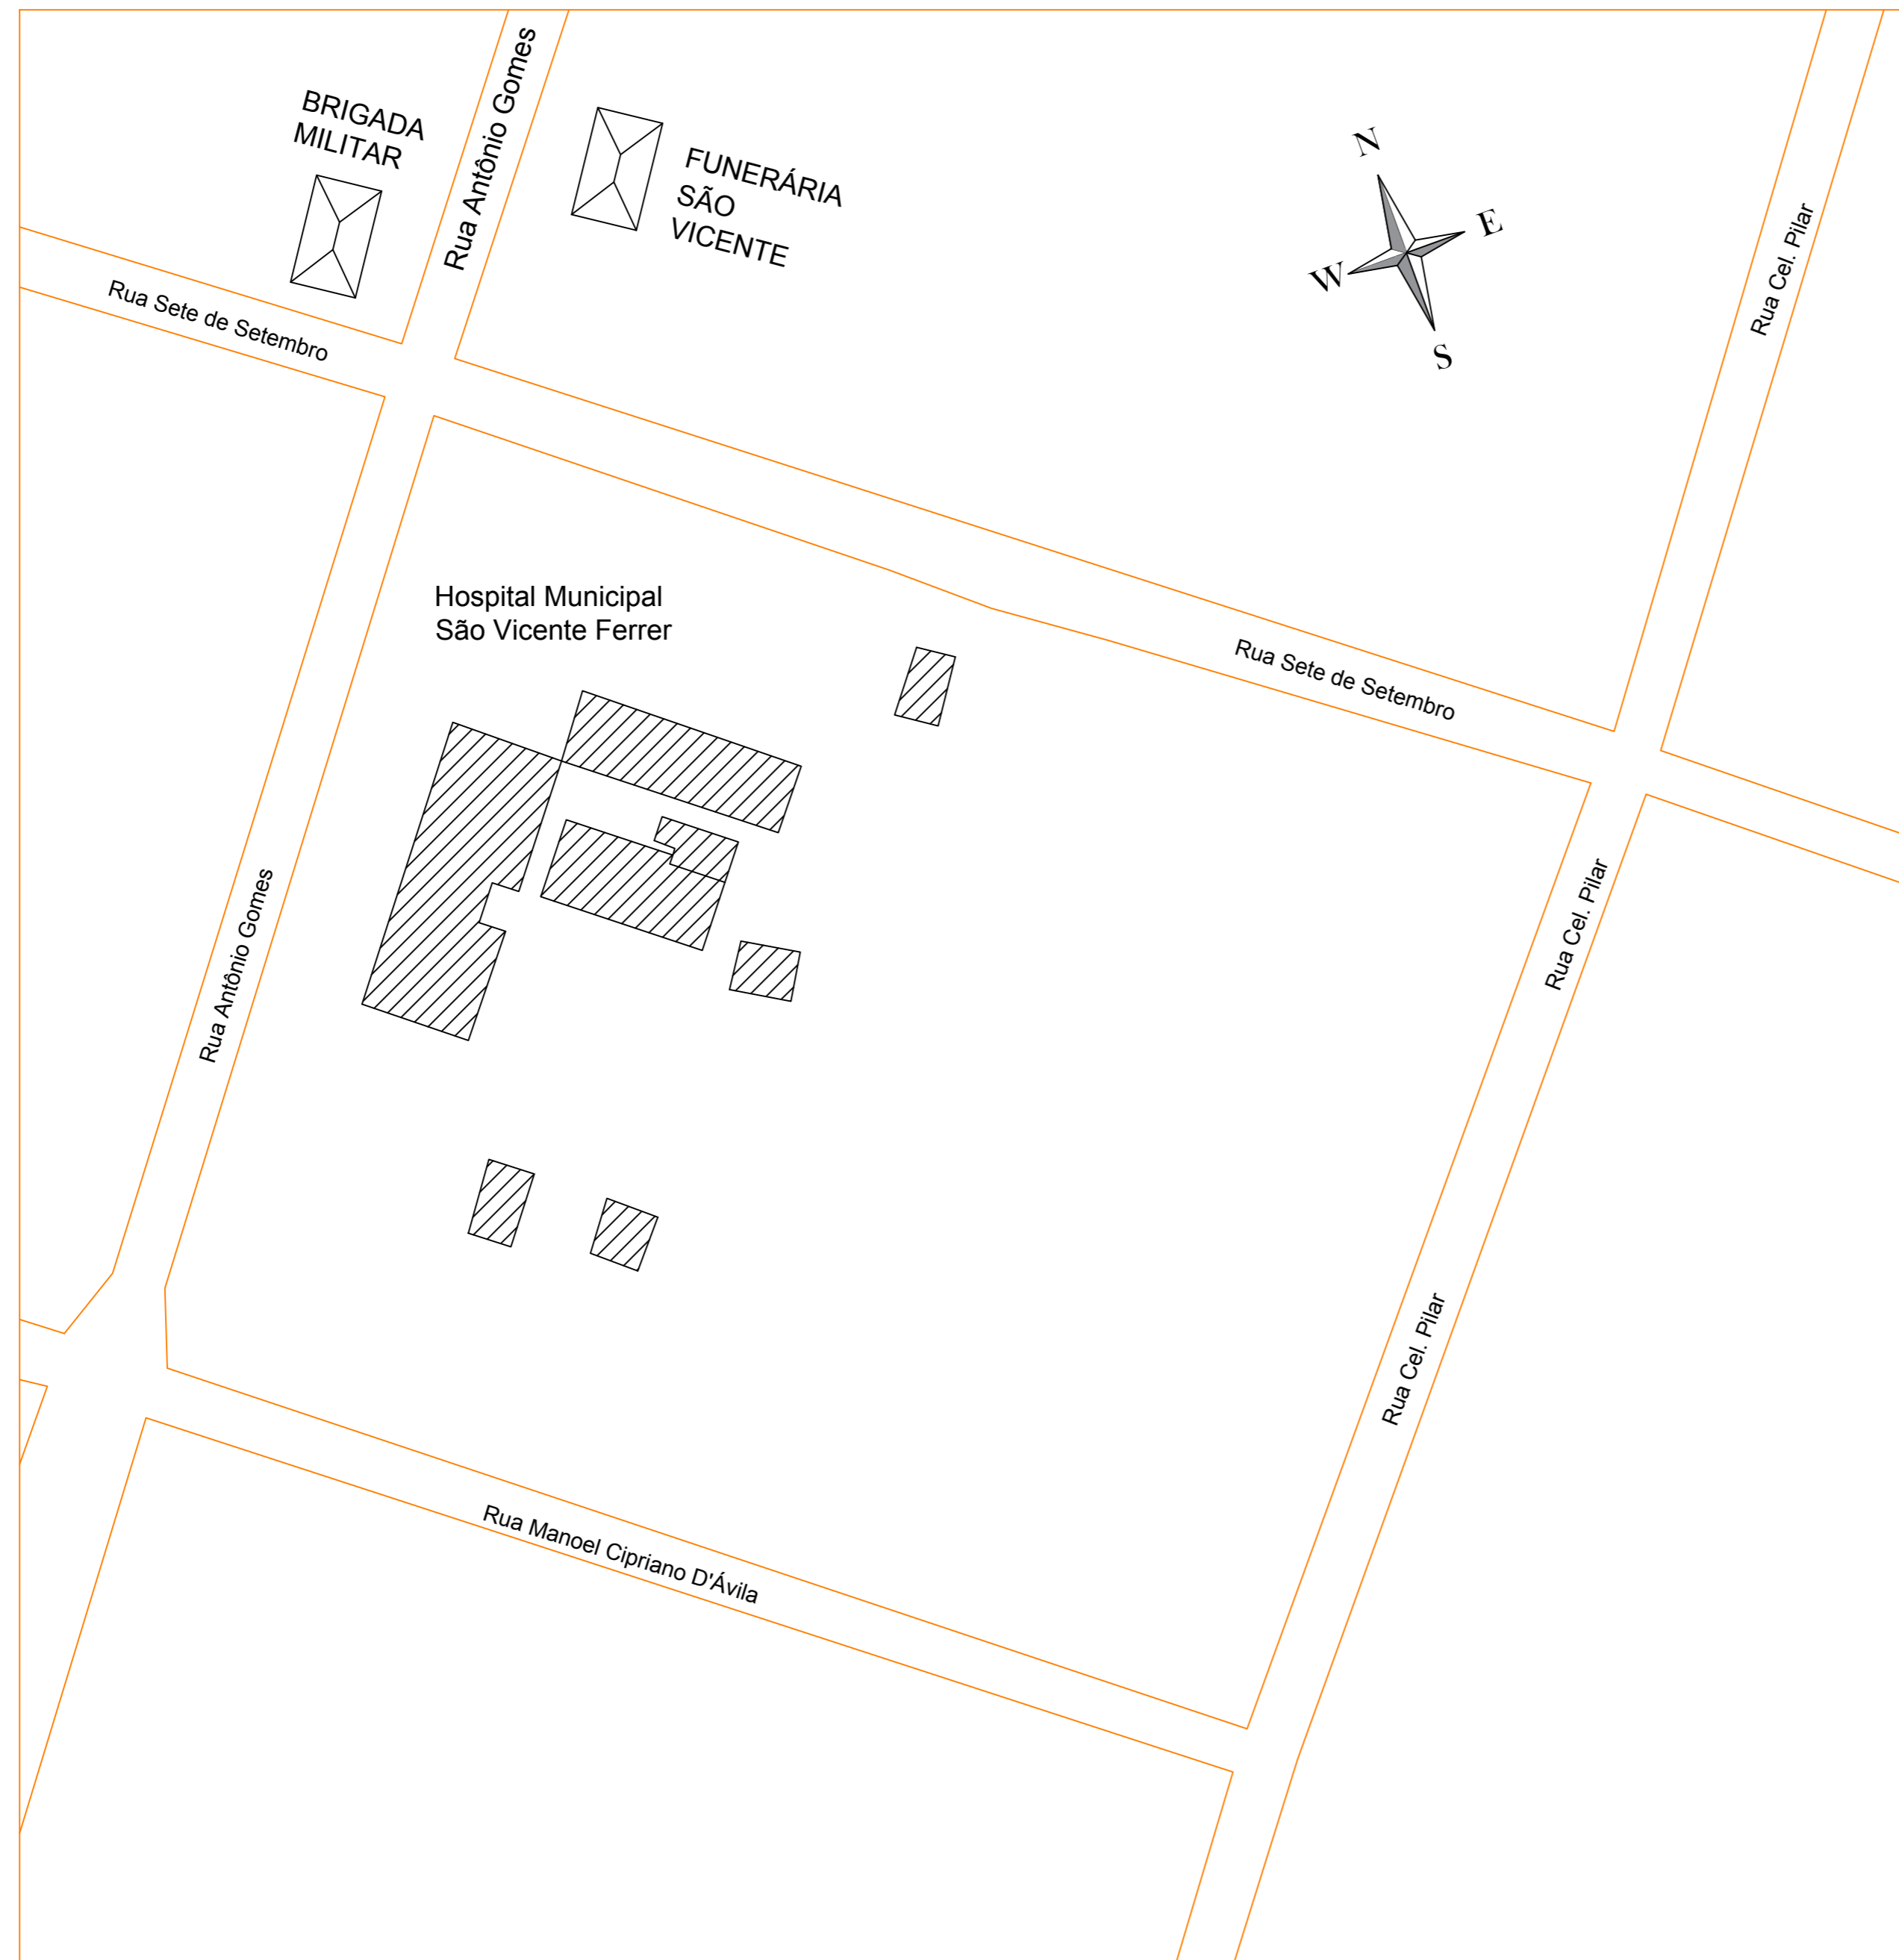 Rua Antônio Gomes
BRIGADA
MILITAR
FUNERÁRIA
SÃO
VICENTE
N
E
W
S
Rua Cel. Pilar
Rua Sete de Setembro
Hospital Municipal
São Vicente Ferrer
Rua Sete de Setembro
Rua Antônio Gomes
Rua Cel. Pilar
Rua Cel. Pilar
Rua Manoel Cipriano D'Ávila